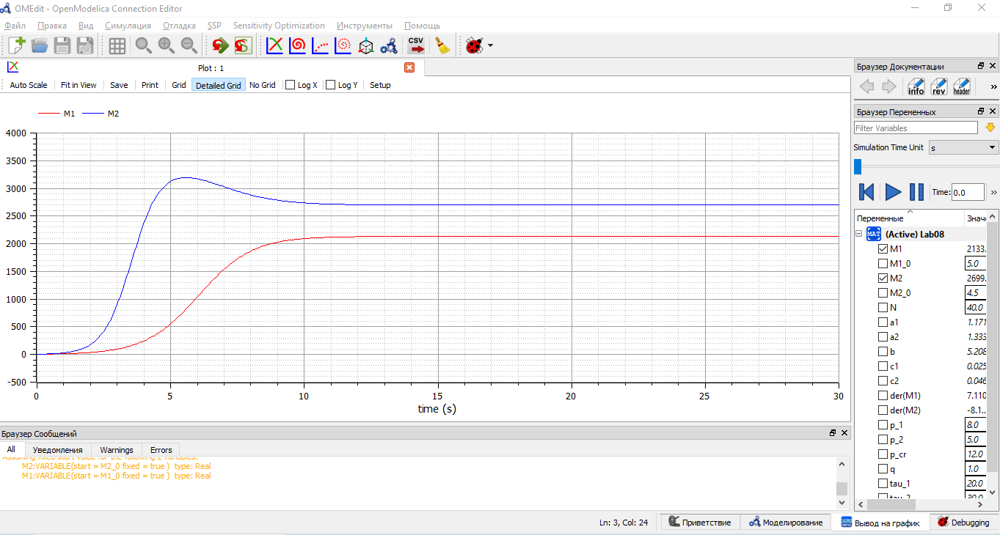 OMEdit - OpenModelica Connection Editor
Файл Правка Вид Симуляция Отладка SSP Sensitivity Optimization Инструменты Помощь
CSV
Plot : 1
Auto Scale Fit in View Save Print Grid Detailed Grid No Grid Log X Log Y Setup
M1 M2
4000
3500
3000
2500
2000
1500
1000
500
0
-500
0 5 10 15 20 25 30
time (s)
Браузер Сообщений
All Уведомления Warnings Errors
Assuming fixed start value for the following 2 variables:
M2:VARIABLE(start = M2_0 fixed = true ) type: Real
M1:VARIABLE(start = M1_0 fixed = true ) type: Real
Браузер Документации
info rev header »
Браузер Переменных
Filter Variables
Simulation Time Unit s
Time: 0.0 »
Переменные Значе
MAT (Active) Lab08
M1 2133.
M1_0 5.0
M2 2699.
M2_0 4.5
N 40.0
a1 1.171
a2 1.333
b 5.208
c1 0.025
c2 0.046
der(M1) 7.110
der(M2) -8.1..
p_1 8.0
p_2 5.0
p_cr 12.0
q 1.0
tau_1 20.0
tau_2 30.0
Ln: 3, Col: 24 Приветствие Моделирование Вывод на график Debugging